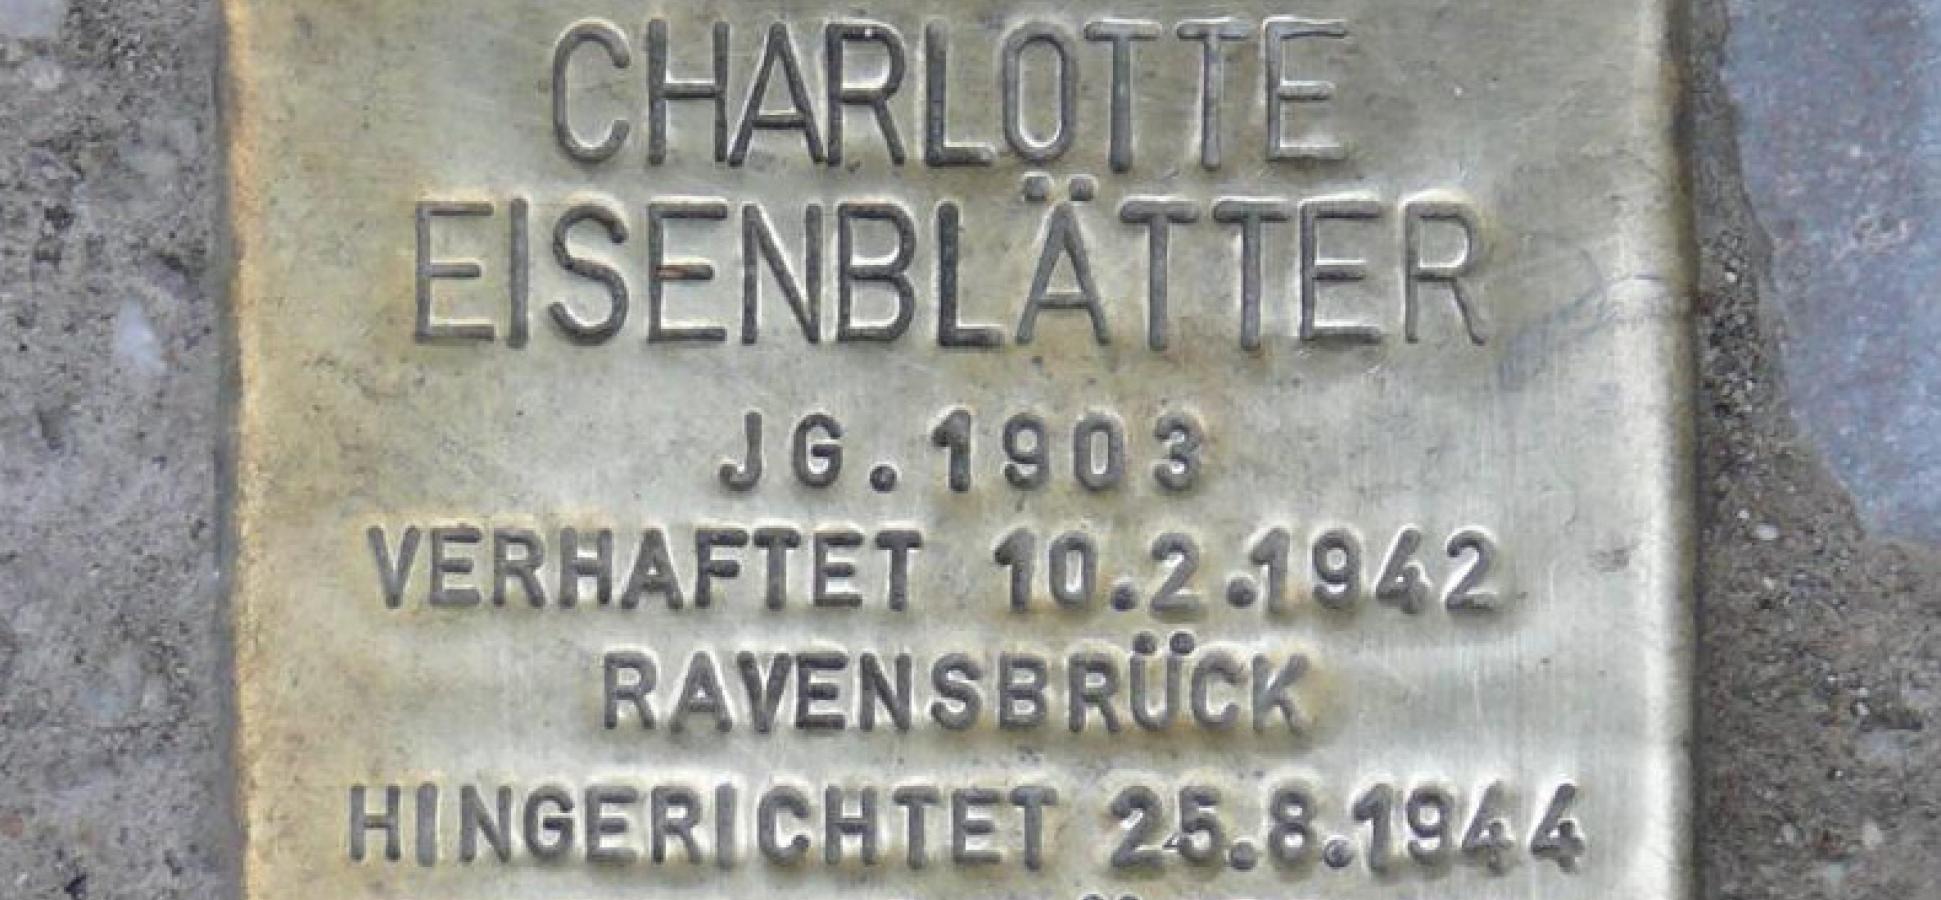 CHARLOTTE
EISENBLÄTTER
JG. 1903
VERHAFTET 10.2.1942
RAVENSBRÜCK
HINGERICHTET 25.8.1944